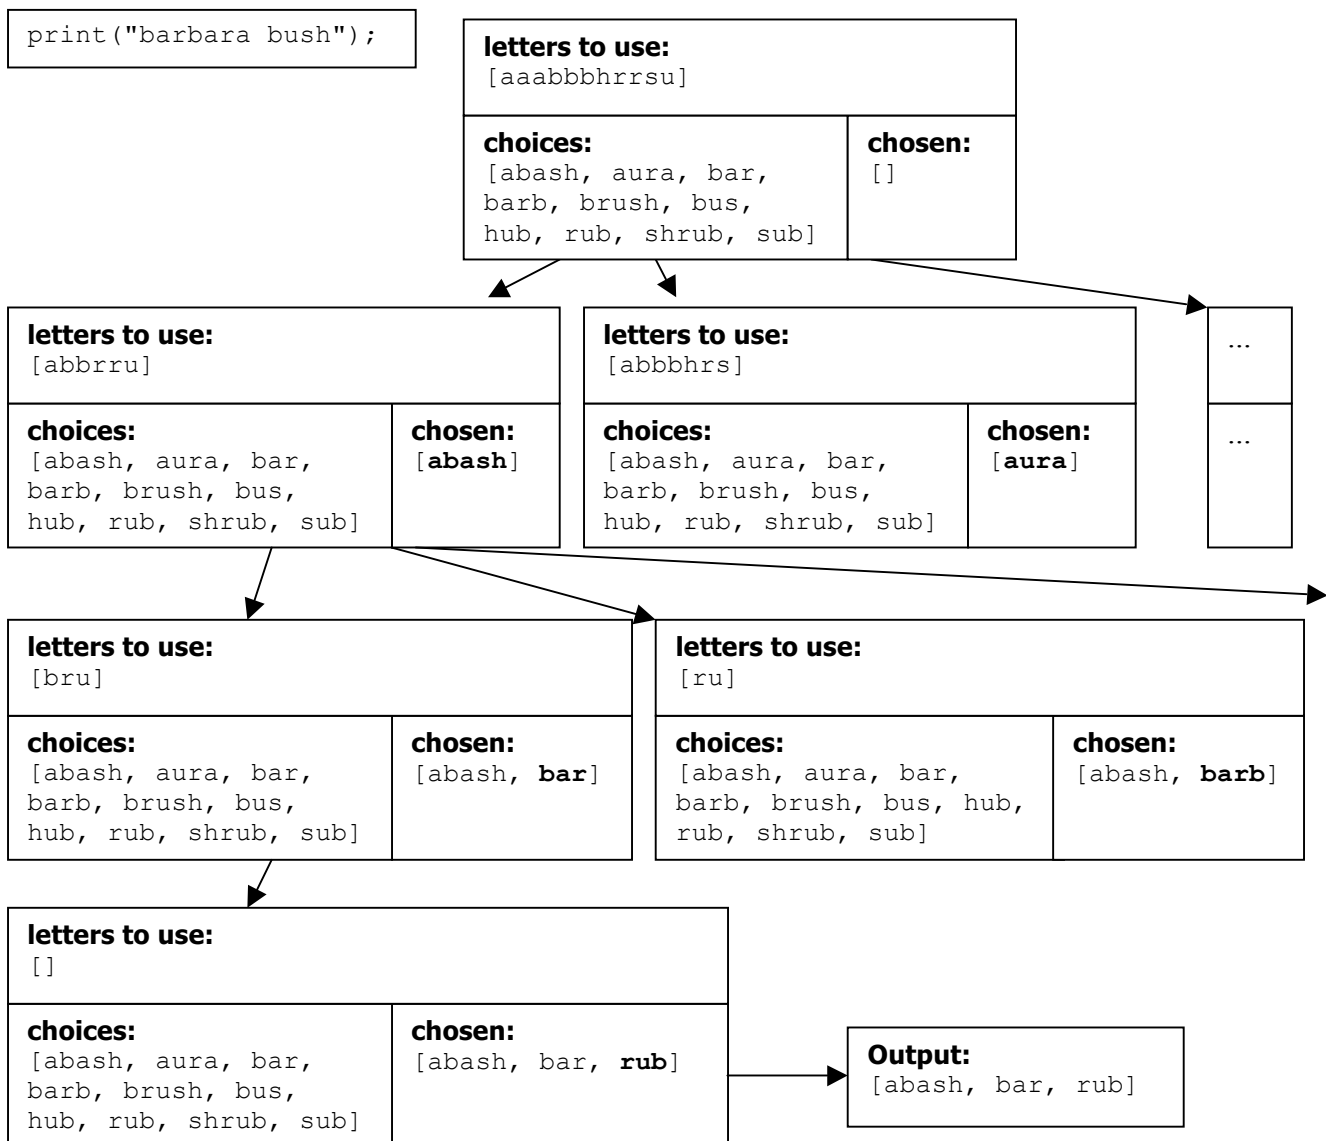 print("barbara bush");
letters to use:
[aaabbbhrrsu]
choices:
[abash, aura, bar,
barb, brush, bus,
hub, rub, shrub, sub]
chosen:
[]
letters to use:
[abbrru]
choices:
[abash, aura, bar,
barb, brush, bus,
hub, rub, shrub, sub]
chosen:
[abash]
letters to use:
[abbbhrs]
choices:
[abash, aura, bar,
barb, brush, bus,
hub, rub, shrub, sub]
chosen:
[aura]
...
...
letters to use:
[bru]
choices:
[abash, aura, bar,
barb, brush, bus,
hub, rub, shrub, sub]
chosen:
[abash, bar]
letters to use:
[ru]
choices:
[abash, aura, bar,
barb, brush, bus, hub,
rub, shrub, sub]
chosen:
[abash, barb]
letters to use:
[]
choices:
[abash, aura, bar,
barb, brush, bus,
hub, rub, shrub, sub]
chosen:
[abash, bar, rub]
Output:
[abash, bar, rub]